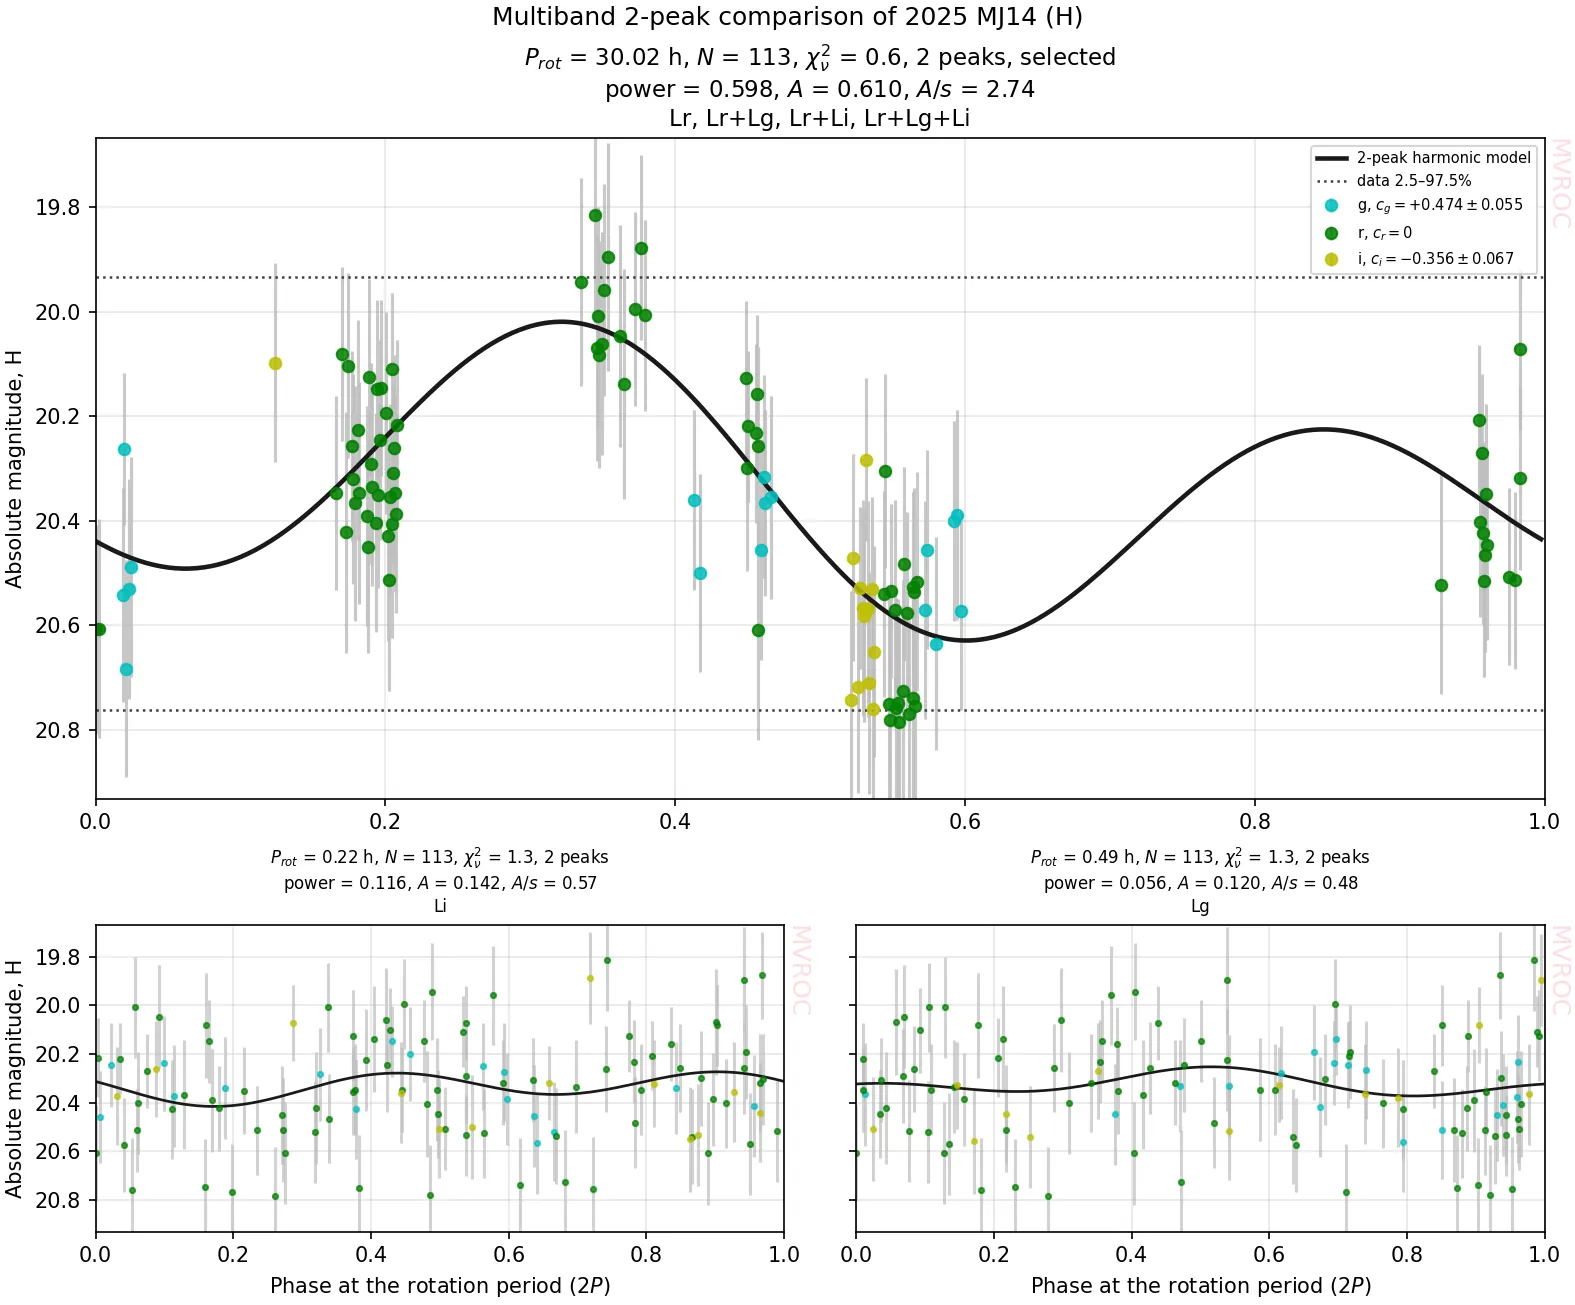 Multiband 2-peak comparison of 2025 MJ14 (H)
P_rot = 30.02 h, N = 113, χ²_ν = 0.6, 2 peaks, selected
power = 0.598, A = 0.610, A/s = 2.74
Lr, Lr+Lg, Lr+Li, Lr+Lg+Li
2-peak harmonic model
data 2.5–97.5%
g, c_g = +0.474 ± 0.055
r, c_r = 0
i, c_i = −0.356 ± 0.067
MVROC
Absolute magnitude, H
19.8
20.0
20.2
20.4
20.6
20.8
0.0 0.2 0.4 0.6 0.8 1.0
P_rot = 0.22 h, N = 113, χ²_ν = 1.3, 2 peaks
power = 0.116, A = 0.142, A/s = 0.57
Li
MVROC
Absolute magnitude, H
19.8
20.0
20.2
20.4
20.6
20.8
0.0 0.2 0.4 0.6 0.8 1.0
Phase at the rotation period (2P)
P_rot = 0.49 h, N = 113, χ²_ν = 1.3, 2 peaks
power = 0.056, A = 0.120, A/s = 0.48
Lg
MVROC
0.0 0.2 0.4 0.6 0.8 1.0
Phase at the rotation period (2P)